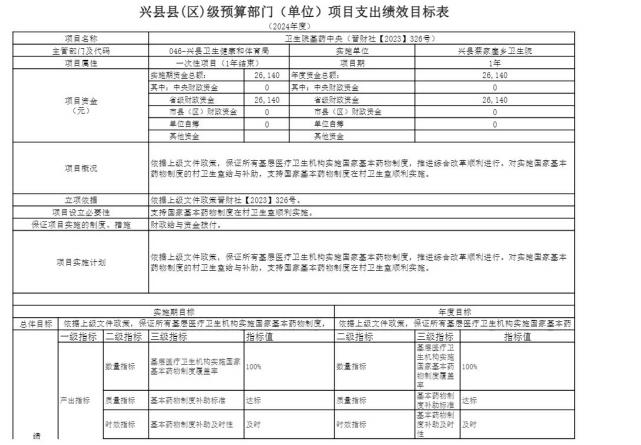 兴县县(区)级预算部门（单位）项目支出绩效目标表
（2024年度）
项目名称 卫生院基药中央（晋财社【2023】326号）
主管部门及代码 046-兴县卫生健康和体育局 实施单位 兴县蔡家崖乡卫生院
项目属性 一次性项目（1年结束） 项目期 1年
项目资金（元） 实施期资金总额： 26,140 年度资金总额： 26,140
其中：中央财政资金 0 其中：中央财政资金 0
省级财政资金 26,140 省级财政资金 26,140
市县（区）财政资金 0 市县（区）财政资金 0
单位自筹 0 单位自筹 0
其他资金 其他资金
项目概况 依据上级文件政策，保证所有基层医疗卫生机构实施国家基本药物制度，推进综合改革顺利进行。对实施国家基本
药物制度的村卫生室给与补助，支持国家基本药物制度在村卫生室顺利实施。
立项依据 依据上级文件政策晋财社【2023】326号。
项目设立必要性 支持国家基本药物制度在村卫生室顺利实施。
保证项目实施的制度、措施 财政给与资金拨付。
项目实施计划 依据上级文件政策，保证所有基层医疗卫生机构实施国家基本药物制度，推进综合改革顺利进行。对实施国家基本
药物制度的村卫生室给与补助，支持国家基本药物制度在村卫生室顺利实施。
实施期目标 年度目标
总体目标 依据上级文件政策，保证所有基层医疗卫生机构实施国家基本药物制度， 依据上级文件政策，保证所有基层医疗卫生机构实施国家基本药
一级指标 二级指标 三级指标 指标值 二级指标 三级指标 指标值
产出指标 数量指标 基层医疗卫生机构实施国家基本药物制度覆盖率 100% 数量指标 基层医疗卫生机构实施国家基本药物制度覆盖率 100%
质量指标 基本药物制度补助标准 达标 质量指标 基本药物制度补助标准 达标
时效指标 基本药物制度补助及时性 及时 时效指标 基本药物制度补助及时性 及时
绩